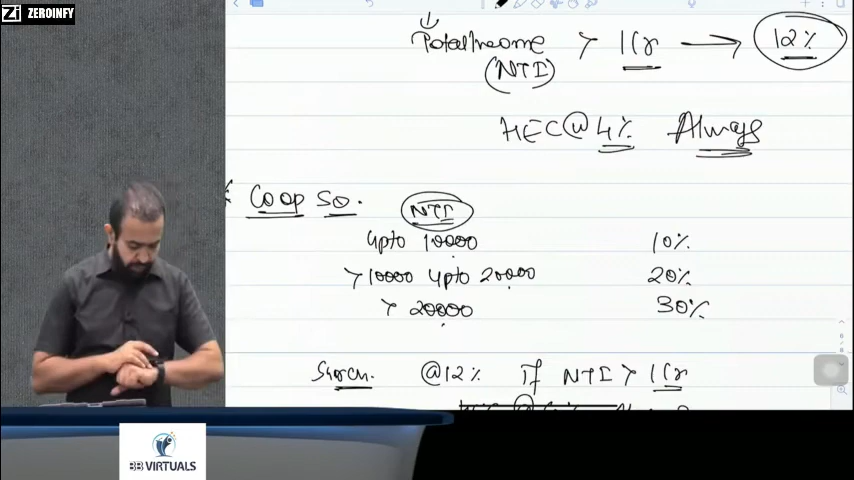 Zi ZEROINFY
Total Income > 1Cr → 12%
(NTI)
HEC@ 4% Always
* Coop So.
NTI
upto 10000 10%
>10000 upto 20000 20%
> 20000 30%
Surch. @12% If NTI > 1Cr
BB VIRTUALS